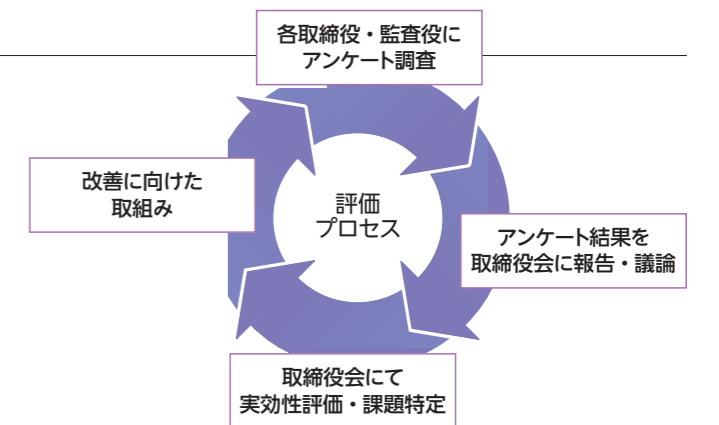 各取締役・監査役に
アンケート調査
改善に向けた
取組み
評価
プロセス
アンケート結果を
取締役会に報告・議論
取締役会にて
実効性評価・課題特定